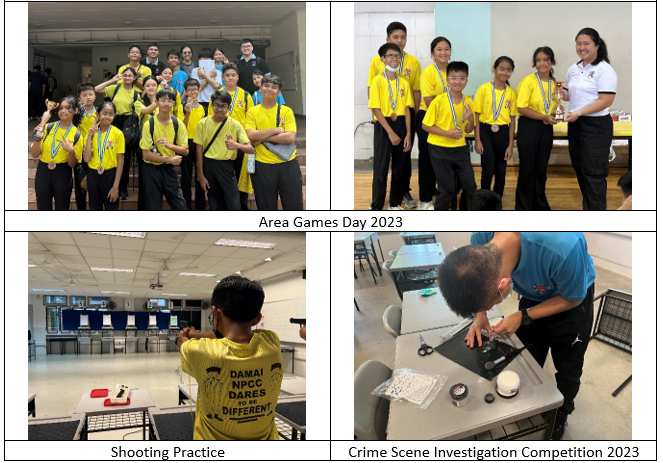 Area Games Day 2023
DAMAI
NPCC
DARES
TO BE
DIFFERENT
Shooting Practice
Crime Scene Investigation Competition 2023